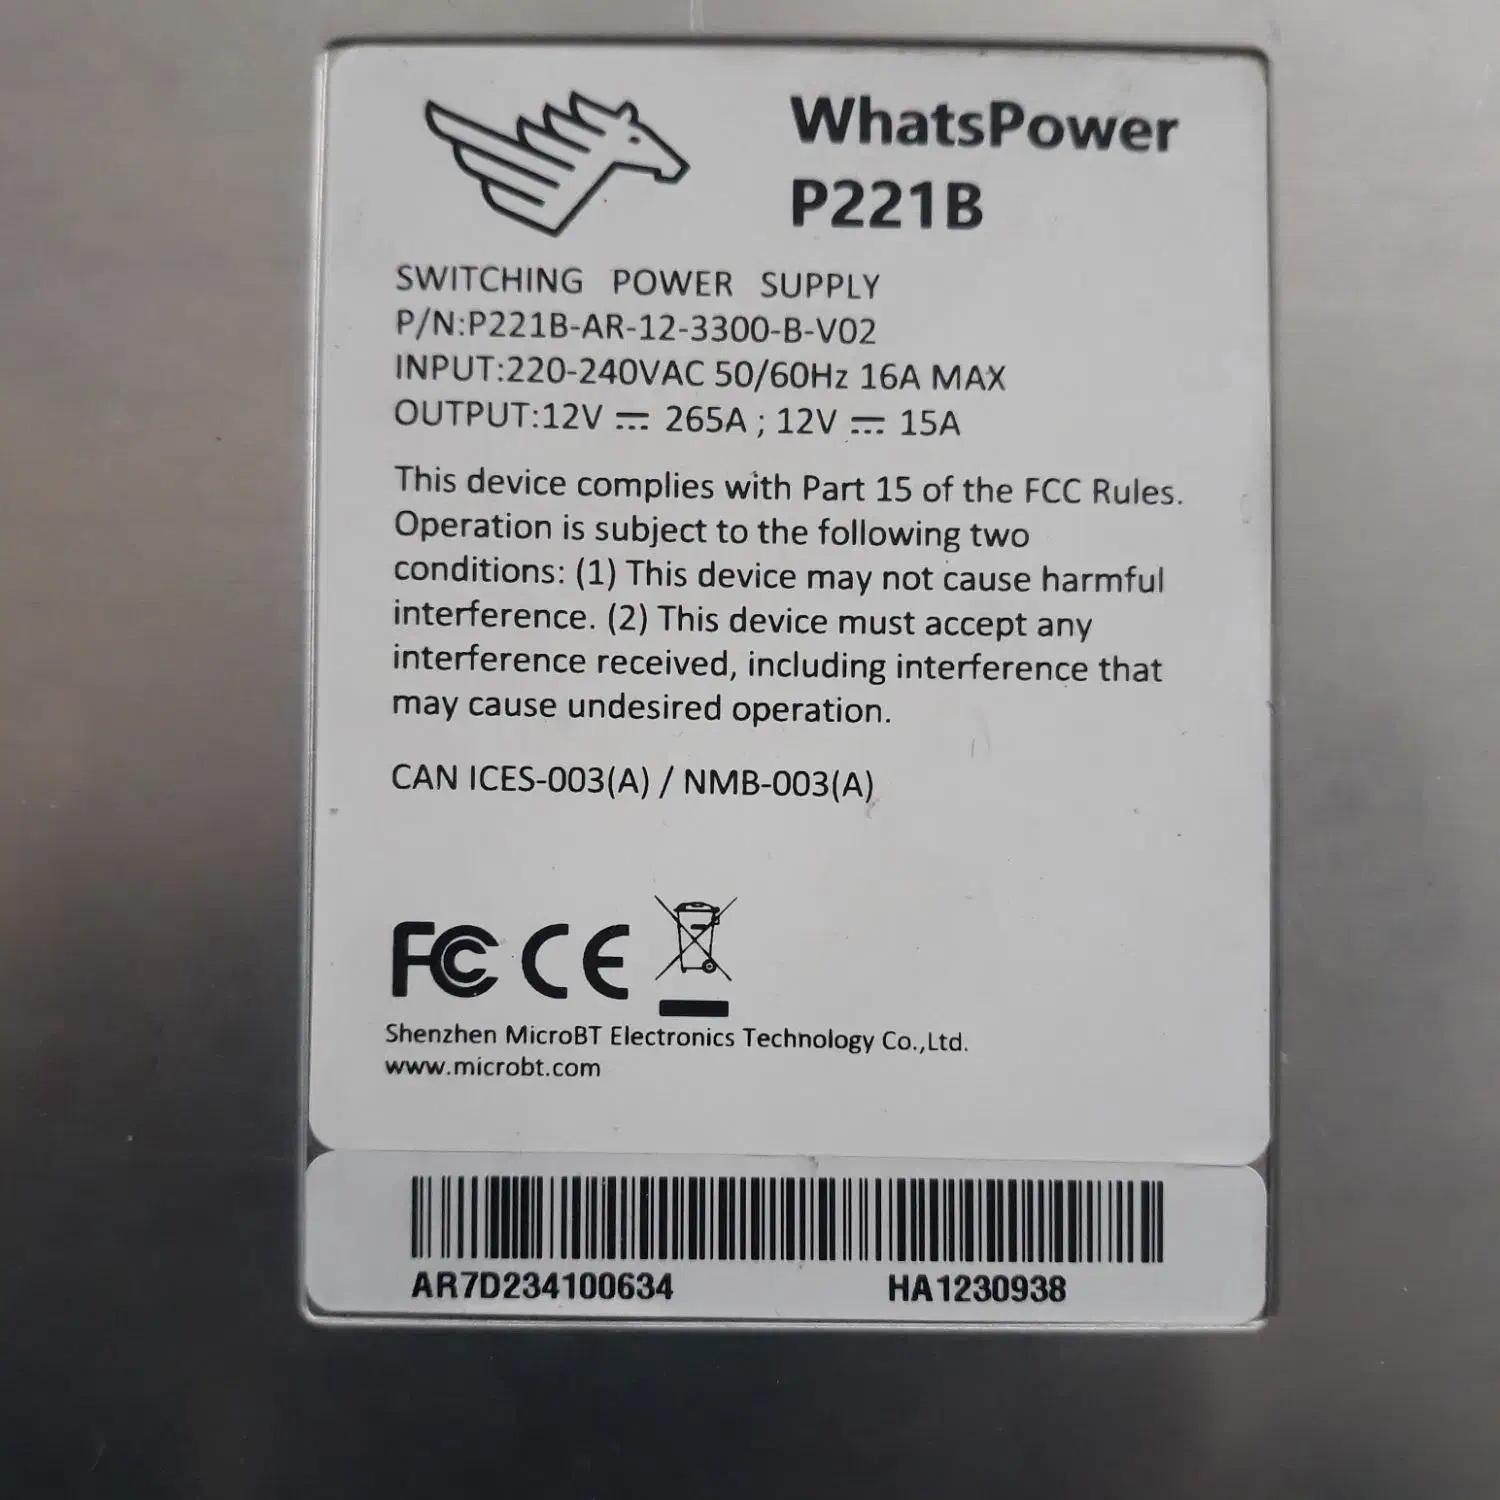 WhatsPower
P221B
SWITCHING POWER SUPPLY
P/N:P221B-AR-12-3300-B-V02
INPUT:220-240VAC 50/60Hz 16A MAX
OUTPUT:12V ⎓ 265A ; 12V ⎓ 15A
This device complies with Part 15 of the FCC Rules.
Operation is subject to the following two
conditions: (1) This device may not cause harmful
interference. (2) This device must accept any
interference received, including interference that
may cause undesired operation.
CAN ICES-003(A) / NMB-003(A)
FC CE
Shenzhen MicroBT Electronics Technology Co.,Ltd.
www.microbt.com
AR7D234100634 HA1230938